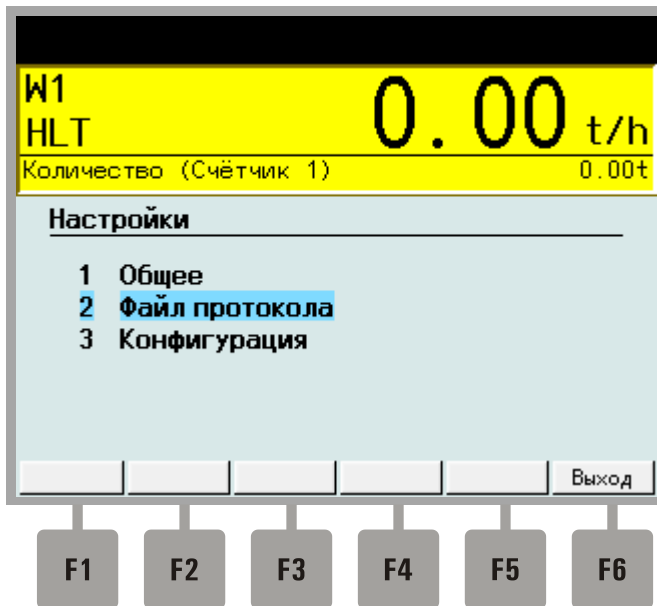 W1
HLT
0.00 t/h
Количество (Счётчик 1) 0.00t
Настройки
1 Общее
2 Файл протокола
3 Конфигурация
Выход
F1 F2 F3 F4 F5 F6